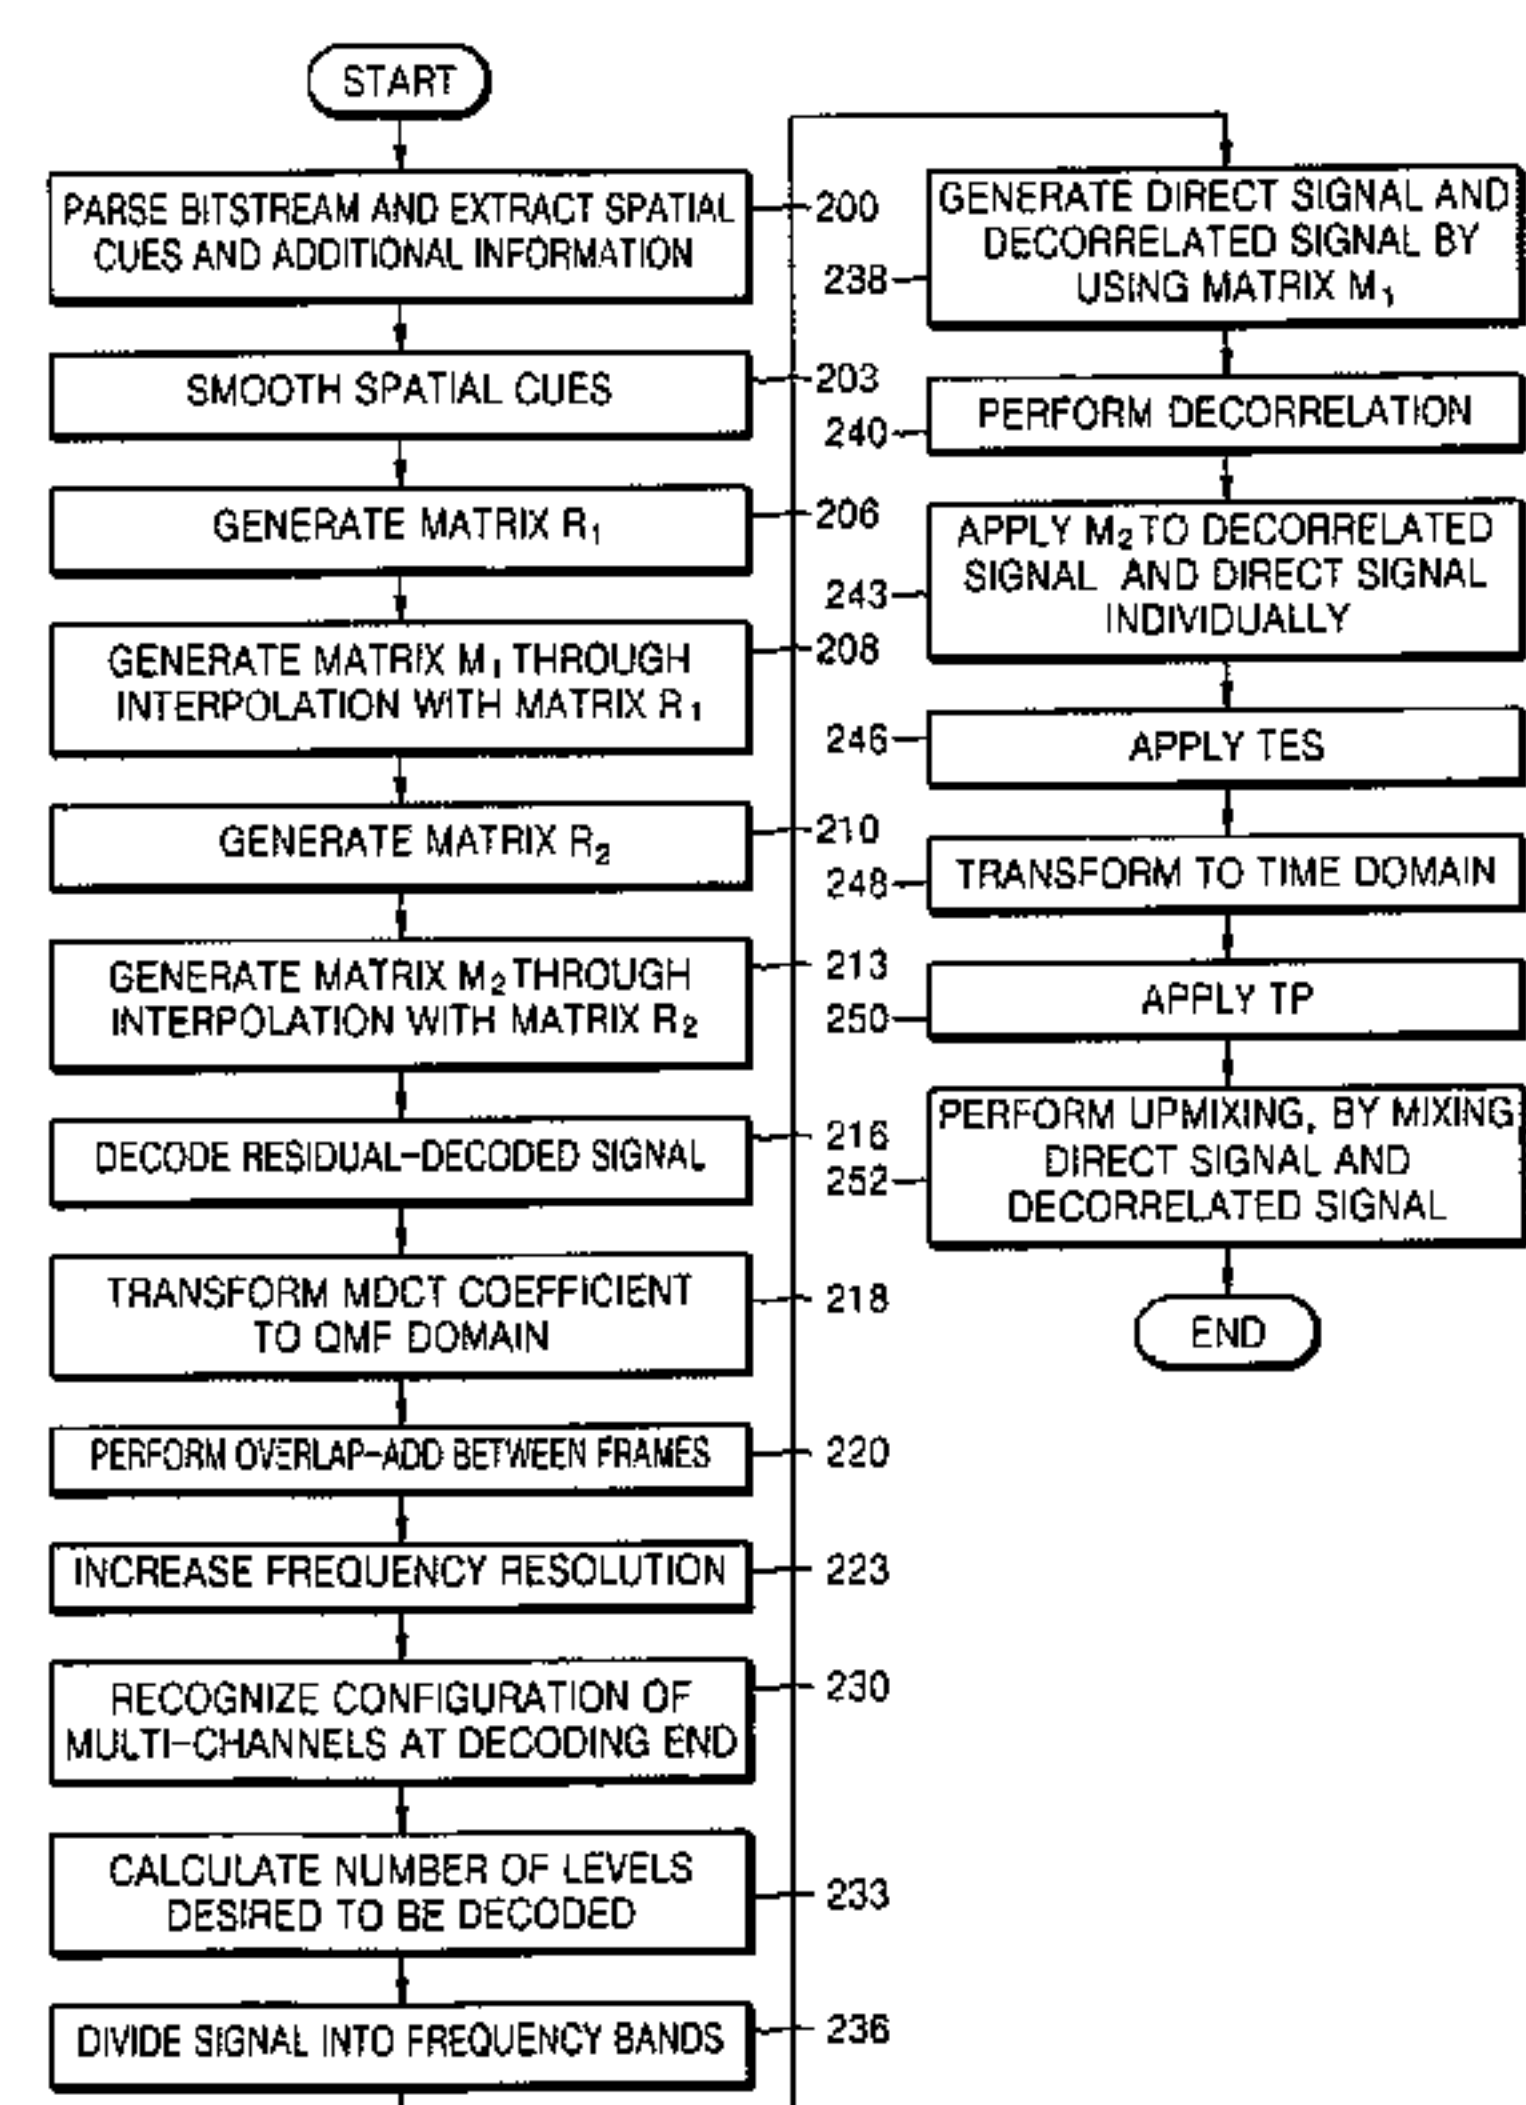 START
PARSE BITSTREAM AND EXTRACT SPATIAL
CUES AND ADDITIONAL INFORMATION
200
SMOOTH SPATIAL CUES
203
GENERATE MATRIX R1
206
GENERATE MATRIX M1 THROUGH
INTERPOLATION WITH MATRIX R1
208
GENERATE MATRIX R2
210
GENERATE MATRIX M2 THROUGH
INTERPOLATION WITH MATRIX R2
213
DECODE RESIDUAL-DECODED SIGNAL
216
TRANSFORM MDCT COEFFICIENT
TO QMF DOMAIN
218
PERFORM OVERLAP-ADD BETWEEN FRAMES
220
INCREASE FREQUENCY RESOLUTION
223
RECOGNIZE CONFIGURATION OF
MULTI-CHANNELS AT DECODING END
230
CALCULATE NUMBER OF LEVELS
DESIRED TO BE DECODED
233
DIVIDE SIGNAL INTO FREQUENCY BANDS
236
GENERATE DIRECT SIGNAL AND
DECORRELATED SIGNAL BY
USING MATRIX M1
238
PERFORM DECORRELATION
240
APPLY M2 TO DECORRELATED
SIGNAL AND DIRECT SIGNAL
INDIVIDUALLY
243
APPLY TES
246
TRANSFORM TO TIME DOMAIN
248
APPLY TP
250
PERFORM UPMIXING, BY MIXING
DIRECT SIGNAL AND
DECORRELATED SIGNAL
252
END